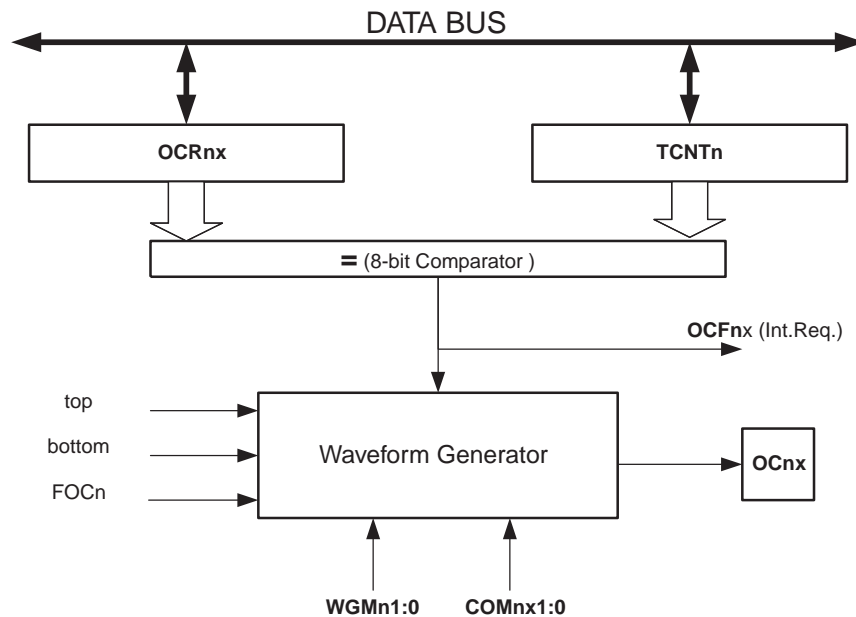 DATA BUS
OCRnx
TCNTn
= (8-bit Comparator )
OCFnx (Int.Req.)
top
bottom
FOCn
Waveform Generator
OCnx
WGMn1:0
COMnx1:0